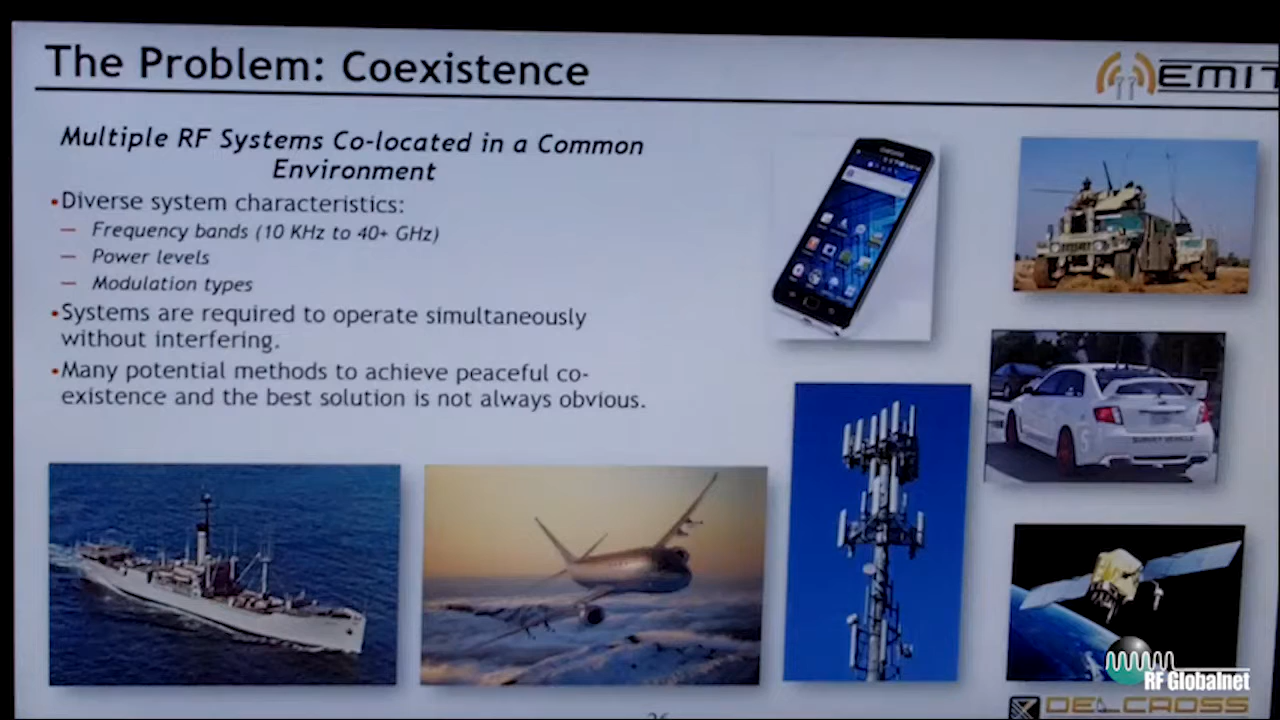 The Problem: Coexistence
EMIT
Multiple RF Systems Co-located in a Common
Environment
•Diverse system characteristics:
— Frequency bands (10 KHz to 40+ GHz)
— Power levels
— Modulation types
•Systems are required to operate simultaneously
without interfering.
•Many potential methods to achieve peaceful co-
existence and the best solution is not always obvious.
SURVEY VEHICLE
RF Globalnet
DELCROSS